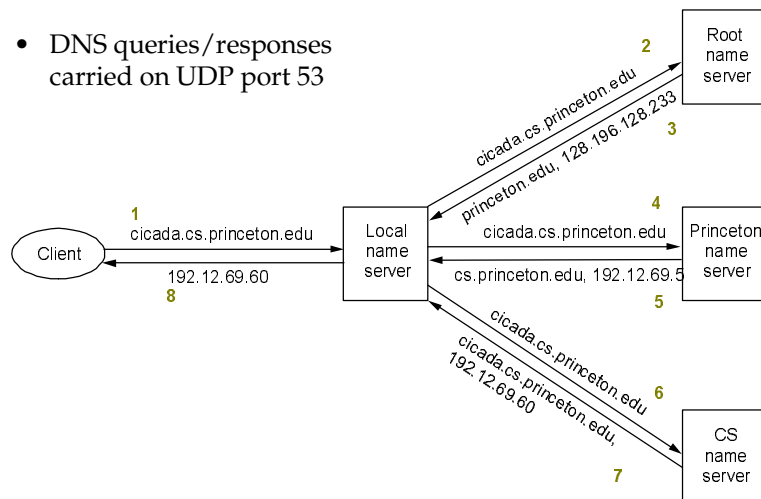 • DNS queries/responses
carried on UDP port 53
2
Root
name
server
cicada.cs.princeton.edu
princeton.edu, 128.196.128.233
3
1
cicada.cs.princeton.edu
Client
192.12.69.60
8
Local
name
server
4
cicada.cs.princeton.edu
cs.princeton.edu, 192.12.69.5
5
Princeton
name
server
cicada.cs.princeton.edu
cicada.cs.princeton.edu,
192.12.69.60
6
7
CS
name
server